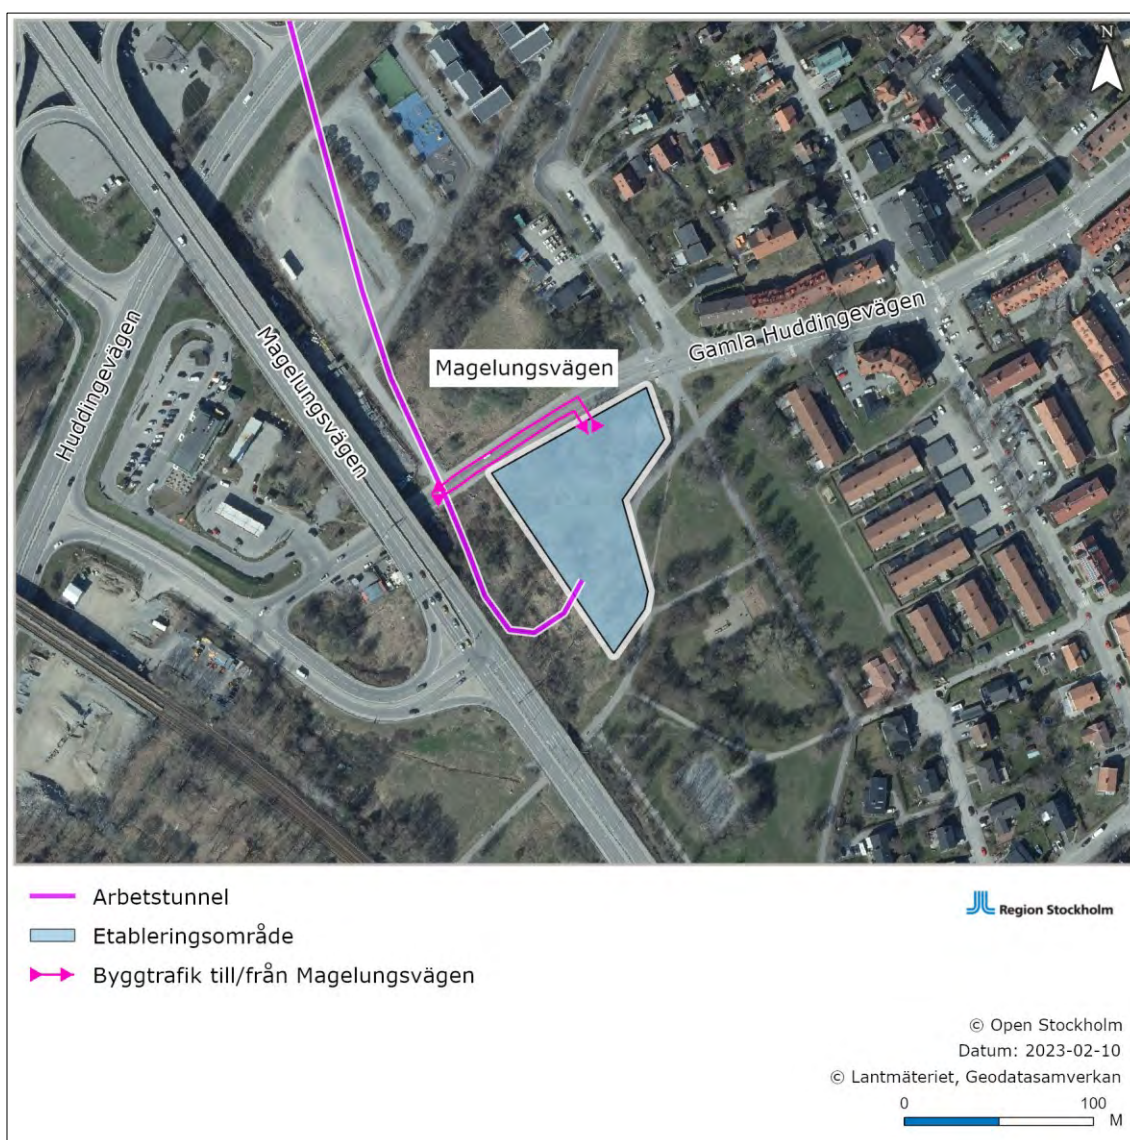 N
Gamla Huddingevägen
Magelungsvägen
Huddingevägen
Magelungsvägen
Arbetstunnel
Etableringsområde
Byggtrafik till/från Magelungsvägen
Region Stockholm
© Open Stockholm
Datum: 2023-02-10
© Lantmäteriet, Geodatasamverkan
0 100
M